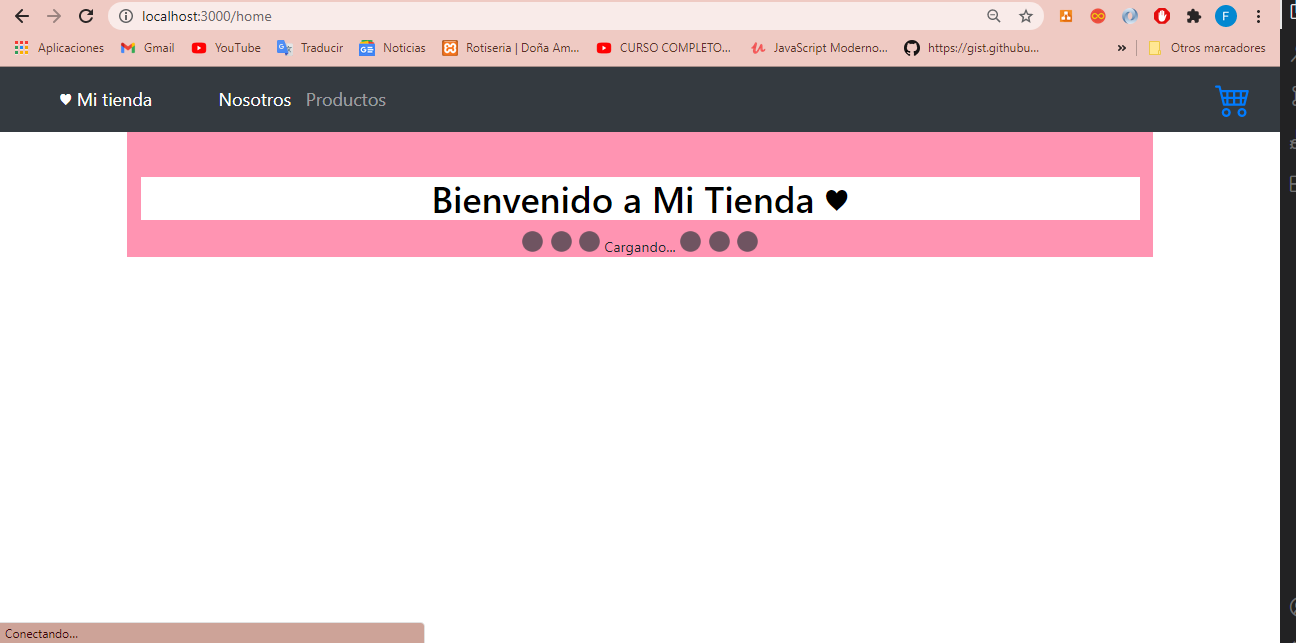 localhost:3000/home
F
Aplicaciones Gmail YouTube Traducir Noticias Rotiseria | Doña Am... CURSO COMPLETO... JavaScript Moderno... https://gist.githubu... » Otros marcadores
♥ Mi tienda Nosotros Productos
Bienvenido a Mi Tienda ♥
Cargando...
Conectando...